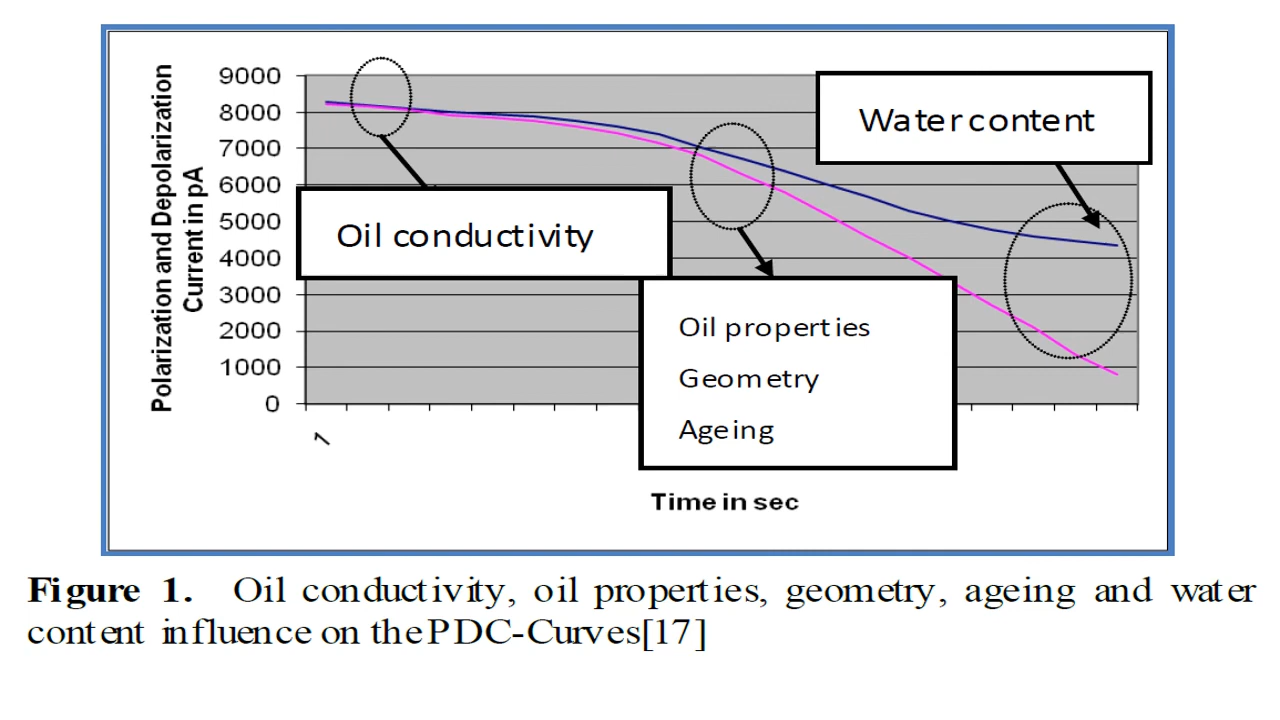 Polarization and Depolarization
Current in pA
9000
8000
7000
6000
5000
4000
3000
2000
1000
0
Water content
Oil conductivity
Oil properties
Geometry
Ageing
1
Time in sec
Figure 1. Oil conductivity, oil properties, geometry, ageing and water
content influence on the PDC-Curves[17]